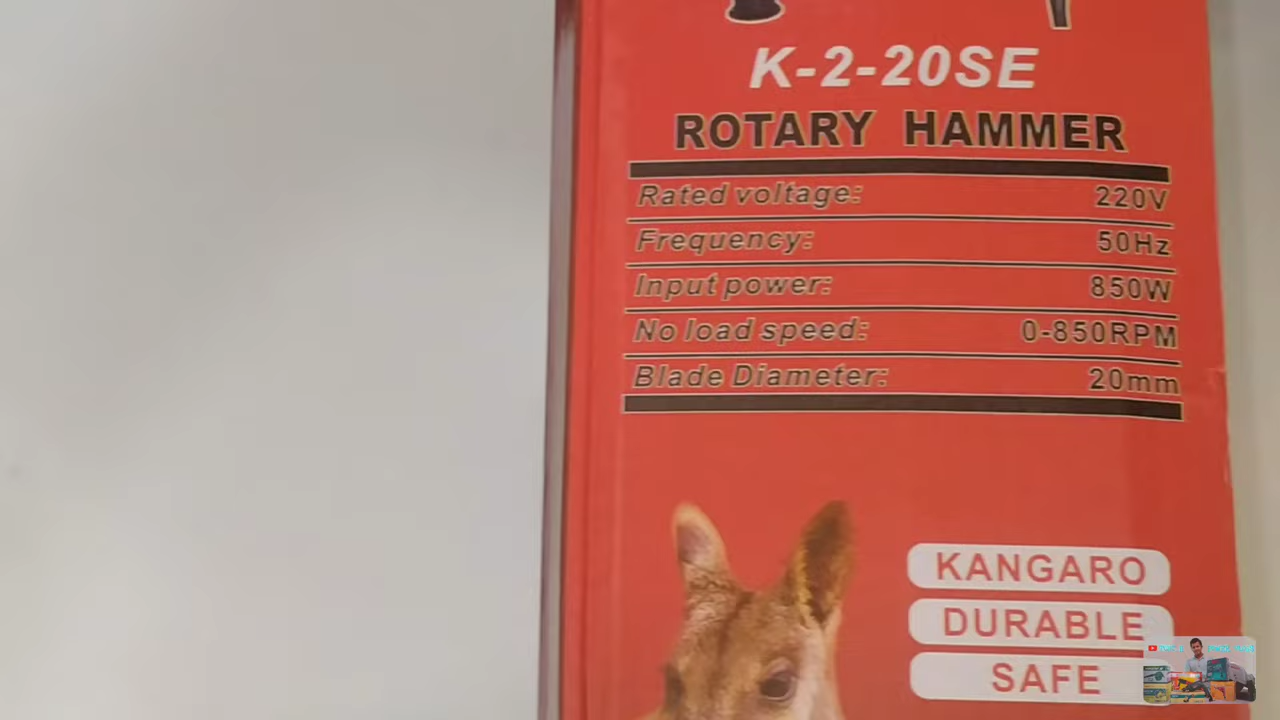 K-2-20SE
ROTARY HAMMER
Rated voltage: 220V
Frequency: 50Hz
Input power: 850W
No load speed: 0-850RPM
Blade Diameter: 20mm
KANGARO
DURABLE
SAFE